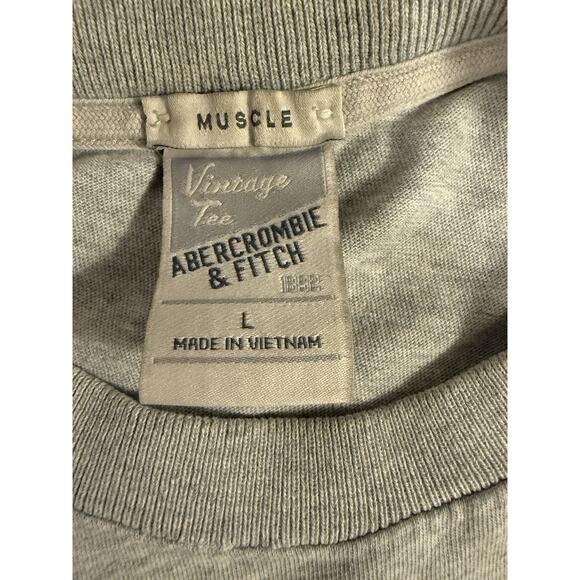 MUSCLE
Vintage
Tee
ABERCROMBIE
& FITCH
1892
L
MADE IN VIETNAM